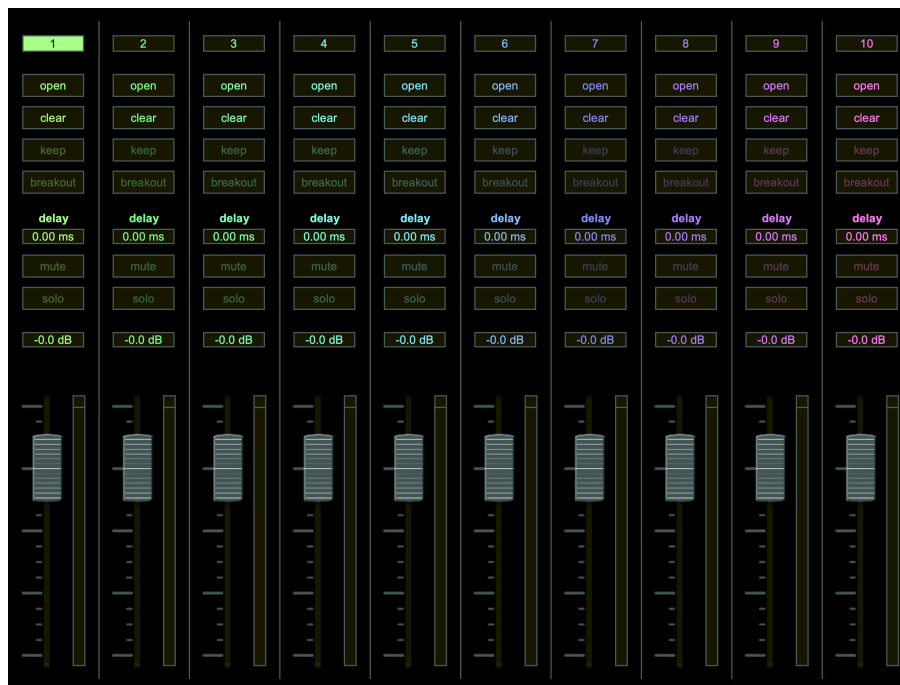 1 2 3 4 5 6 7 8 9 10
open open open open open open open open open open
clear clear clear clear clear clear clear clear clear clear
keep keep keep keep keep keep keep keep keep keep
breakout breakout breakout breakout breakout breakout breakout breakout breakout breakout
delay delay delay delay delay delay delay delay delay delay
0.00 ms 0.00 ms 0.00 ms 0.00 ms 0.00 ms 0.00 ms 0.00 ms 0.00 ms 0.00 ms 0.00 ms
mute mute mute mute mute mute mute mute mute mute
solo solo solo solo solo solo solo solo solo solo
-0.0 dB -0.0 dB -0.0 dB -0.0 dB -0.0 dB -0.0 dB -0.0 dB -0.0 dB -0.0 dB -0.0 dB